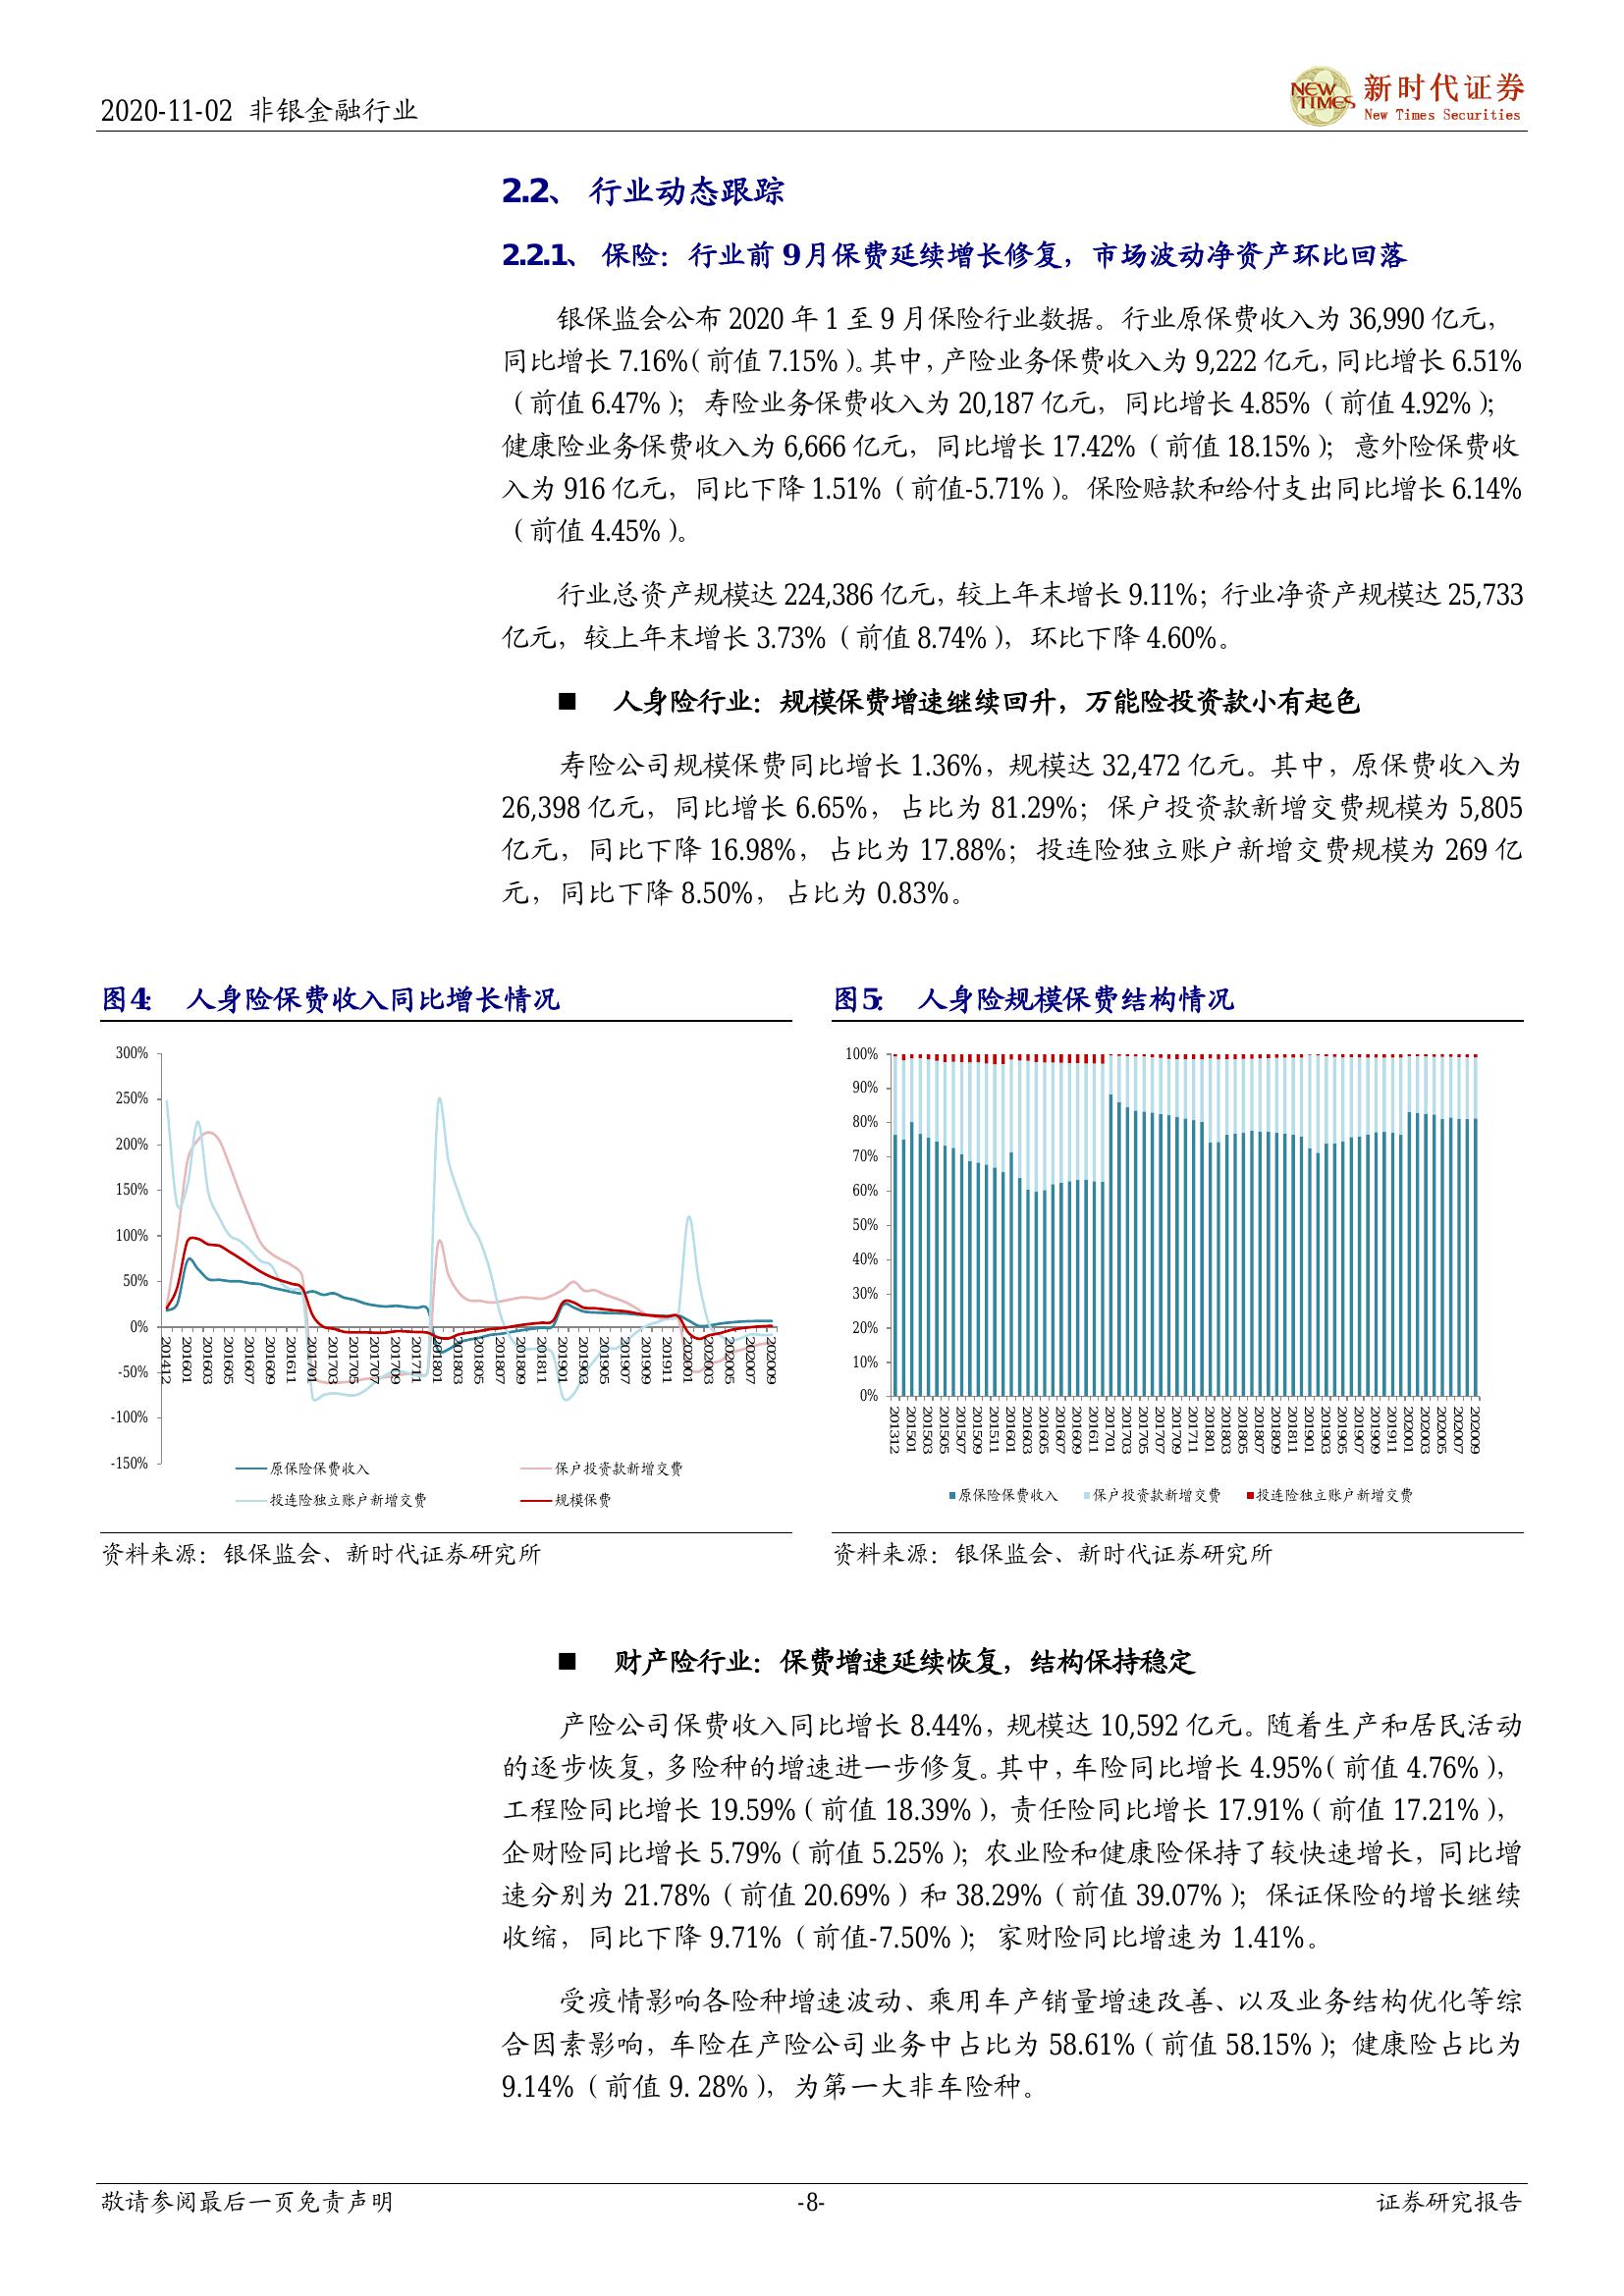 2020-11-02 非银金融行业
NEW TIMES
新时代证券
New Times Securities
2.2、 行业动态跟踪
2.2.1、 保险：行业前 9月保费延续增长修复，市场波动净资产环比回落
银保监会公布 2020 年 1 至 9 月保险行业数据。行业原保费收入为 36,990 亿元，
同比增长 7.16%（前值 7.15%）。其中，产险业务保费收入为 9,222 亿元，同比增长 6.51%
（前值 6.47%）；寿险业务保费收入为 20,187 亿元，同比增长 4.85%（前值 4.92%）；
健康险业务保费收入为 6,666 亿元，同比增长 17.42%（前值 18.15%）；意外险保费收
入为 916 亿元，同比下降 1.51%（前值-5.71%）。保险赔款和给付支出同比增长 6.14%
（前值 4.45%）。
行业总资产规模达 224,386 亿元，较上年末增长 9.11%；行业净资产规模达 25,733
亿元，较上年末增长 3.73%（前值 8.74%），环比下降 4.60%。
■ 人身险行业：规模保费增速继续回升，万能险投资款小有起色
寿险公司规模保费同比增长 1.36%，规模达 32,472 亿元。其中，原保费收入为
26,398 亿元，同比增长 6.65%，占比为 81.29%；保户投资款新增交费规模为 5,805
亿元，同比下降 16.98%，占比为 17.88%；投连险独立账户新增交费规模为 269 亿
元，同比下降 8.50%，占比为 0.83%。
图4： 人身险保费收入同比增长情况
300%
250%
200%
150%
100%
50%
0%
-50%
-100%
-150%
201412 201601 201603 201605 201607 201609 201611 201701 201703 201705 201707 201709 201711 201801 201803 201805 201807 201809 201811 201901 201903 201905 201907 201909 201911 202001 202003 202005 202007 202009
原保险保费收入 保户投资款新增交费
投连险独立账户新增交费 规模保费
资料来源：银保监会、新时代证券研究所
图5： 人身险规模保费结构情况
100%
90%
80%
70%
60%
50%
40%
30%
20%
10%
0%
201312 201501 201503 201505 201507 201509 201511 201601 201603 201605 201607 201609 201611 201701 201703 201705 201707 201709 201711 201801 201803 201805 201807 201809 201811 201901 201903 201905 201907 201909 201911 202001 202003 202005 202007 202009
原保险保费收入 保户投资款新增交费 投连险独立账户新增交费
资料来源：银保监会、新时代证券研究所
■ 财产险行业：保费增速延续恢复，结构保持稳定
产险公司保费收入同比增长 8.44%，规模达 10,592 亿元。随着生产和居民活动
的逐步恢复，多险种的增速进一步修复。其中，车险同比增长 4.95%（前值 4.76%），
工程险同比增长 19.59%（前值 18.39%），责任险同比增长 17.91%（前值 17.21%），
企财险同比增长 5.79%（前值 5.25%）；农业险和健康险保持了较快速增长，同比增
速分别为 21.78%（前值 20.69%）和 38.29%（前值 39.07%）；保证保险的增长继续
收缩，同比下降 9.71%（前值-7.50%）；家财险同比增速为 1.41%。
受疫情影响各险种增速波动、乘用车产销量增速改善、以及业务结构优化等综
合因素影响，车险在产险公司业务中占比为 58.61%（前值 58.15%）；健康险占比为
9.14%（前值 9. 28%），为第一大非车险种。
敬请参阅最后一页免责声明 -8- 证券研究报告